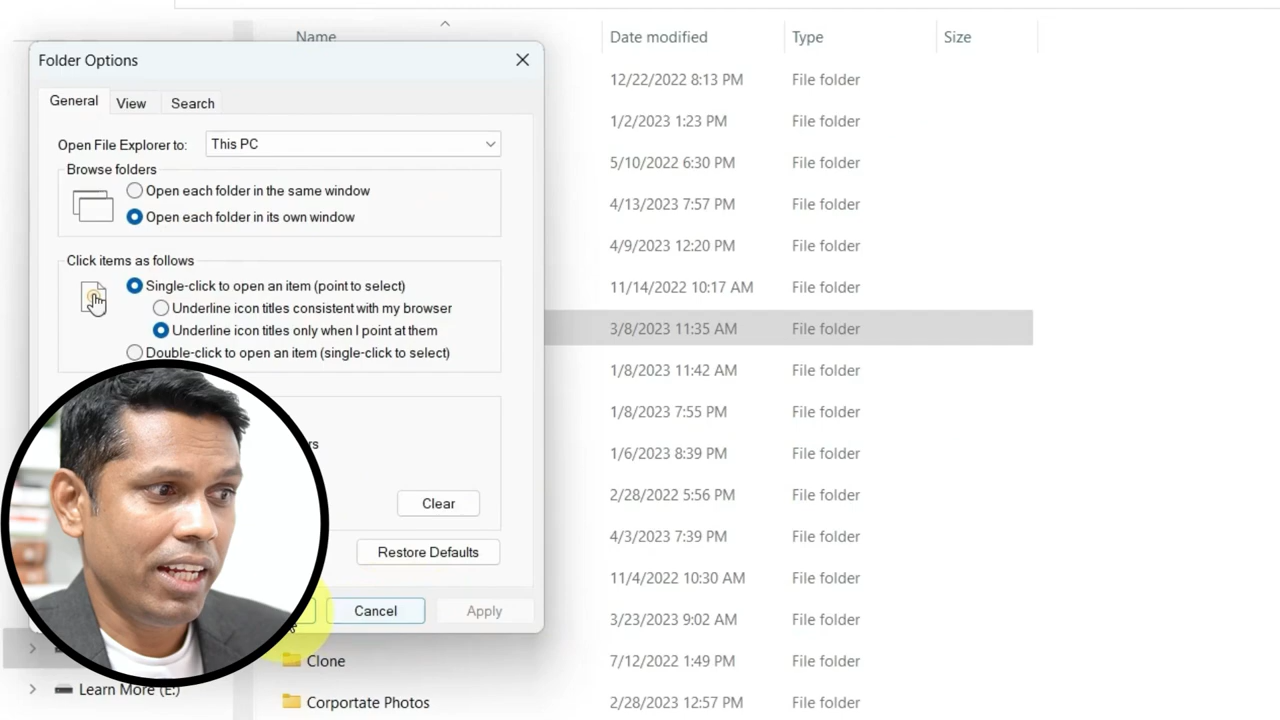 Name Date modified Type Size
Folder Options
General View Search
Open File Explorer to: This PC
Browse folders
Open each folder in the same window
Open each folder in its own window
Click items as follows
Single-click to open an item (point to select)
Underline icon titles consistent with my browser
Underline icon titles only when I point at them
Double-click to open an item (single-click to select)
rs
Clear
Restore Defaults
Cancel Apply
12/22/2022 8:13 PM File folder
1/2/2023 1:23 PM File folder
5/10/2022 6:30 PM File folder
4/13/2023 7:57 PM File folder
4/9/2023 12:20 PM File folder
11/14/2022 10:17 AM File folder
3/8/2023 11:35 AM File folder
1/8/2023 11:42 AM File folder
1/8/2023 7:55 PM File folder
1/6/2023 8:39 PM File folder
2/28/2022 5:56 PM File folder
4/3/2023 7:39 PM File folder
11/4/2022 10:30 AM File folder
3/23/2023 9:02 AM File folder
Clone 7/12/2022 1:49 PM File folder
Learn More (E:)
Corportate Photos 2/28/2023 12:57 PM File folder